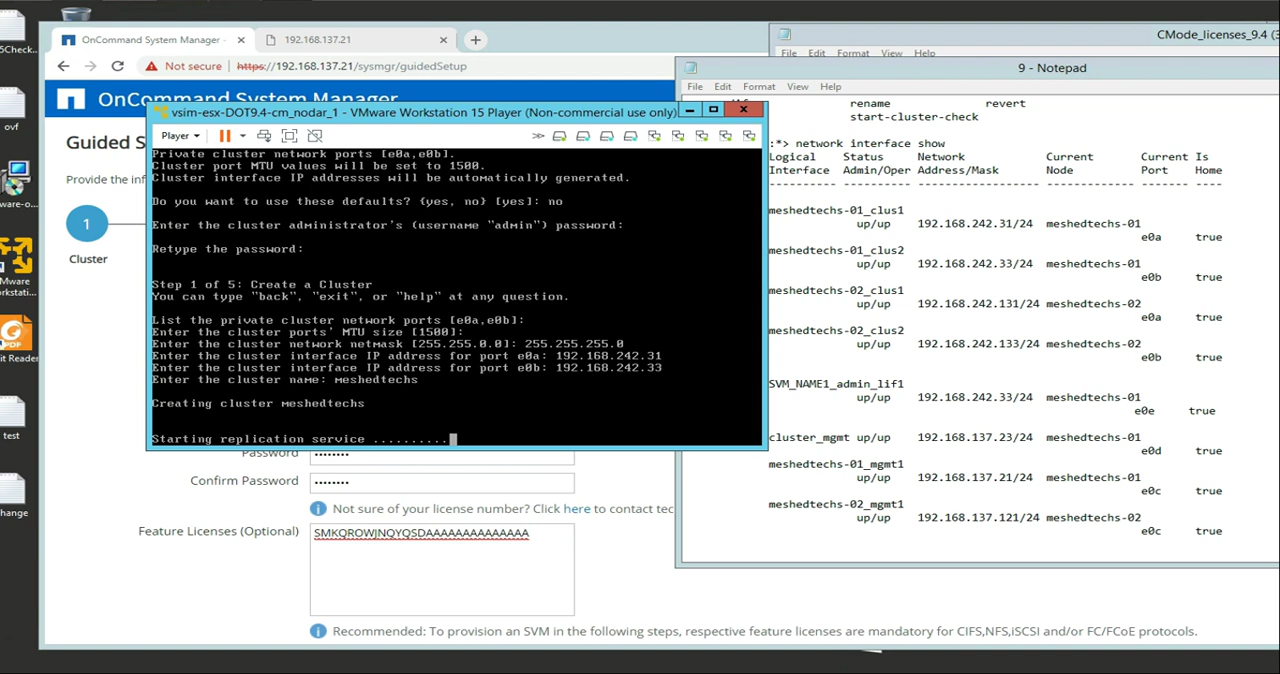 5Check...
ovf
ware-o...
Mware
orkstati...
it Reader
test
hange
OnCommand System Manager -
192.168.137.21
Not secure
https://192.168.137.21/sysmgr/guidedSetup
OnCommand System Manager
Guided S
Provide the inf
1
Cluster
vsim-esx-DOT9.4-cm_nodar_1 - VMware Workstation 15 Player (Non-commercial use only)
Player
Private cluster network ports [e0a,e0b].
Cluster port MTU values will be set to 1500.
Cluster interface IP addresses will be automatically generated.
Do you want to use these defaults? {yes, no} [yes]: no
Enter the cluster administrator's (username "admin") password:
Retype the password:
Step 1 of 5: Create a Cluster
You can type "back", "exit", or "help" at any question.
List the private cluster network ports [e0a,e0b]:
Enter the cluster ports' MTU size [1500]:
Enter the cluster network netmask [255.255.0.0]: 255.255.255.0
Enter the cluster interface IP address for port e0a: 192.168.242.31
Enter the cluster interface IP address for port e0b: 192.168.242.33
Enter the cluster name: meshedtechs
Creating cluster meshedtechs
Starting replication service ..........
Password ••••••••
Confirm Password ••••••••
Not sure of your license number? Click here to contact tec
Feature Licenses (Optional)
SMKQROWJNQYQSDAAAAAAAAAAAAAA
Recommended: To provision an SVM in the following steps, respective feature licenses are mandatory for CIFS,NFS,iSCSI and/or FC/FCoE protocols.
CMode_licenses_9.4 (3
File Edit Format View Help
9 - Notepad
File Edit Format View Help
rename revert
start-cluster-check
:*> network interface show
Logical Status Network Current Current Is
Interface Admin/Oper Address/Mask Node Port Home
----------- ---------- ------------------ ------------- ------- ----
meshedtechs-01_clus1
up/up 192.168.242.31/24 meshedtechs-01
e0a true
meshedtechs-01_clus2
up/up 192.168.242.33/24 meshedtechs-01
e0b true
meshedtechs-02_clus1
up/up 192.168.242.131/24 meshedtechs-02
e0a true
meshedtechs-02_clus2
up/up 192.168.242.133/24 meshedtechs-02
e0b true
SVM_NAME1_admin_lif1
up/up 192.168.242.33/24 meshedtechs-01
e0e true
cluster_mgmt up/up 192.168.137.23/24 meshedtechs-01
e0d true
meshedtechs-01_mgmt1
up/up 192.168.137.21/24 meshedtechs-01
e0c true
meshedtechs-02_mgmt1
up/up 192.168.137.121/24 meshedtechs-02
e0c true